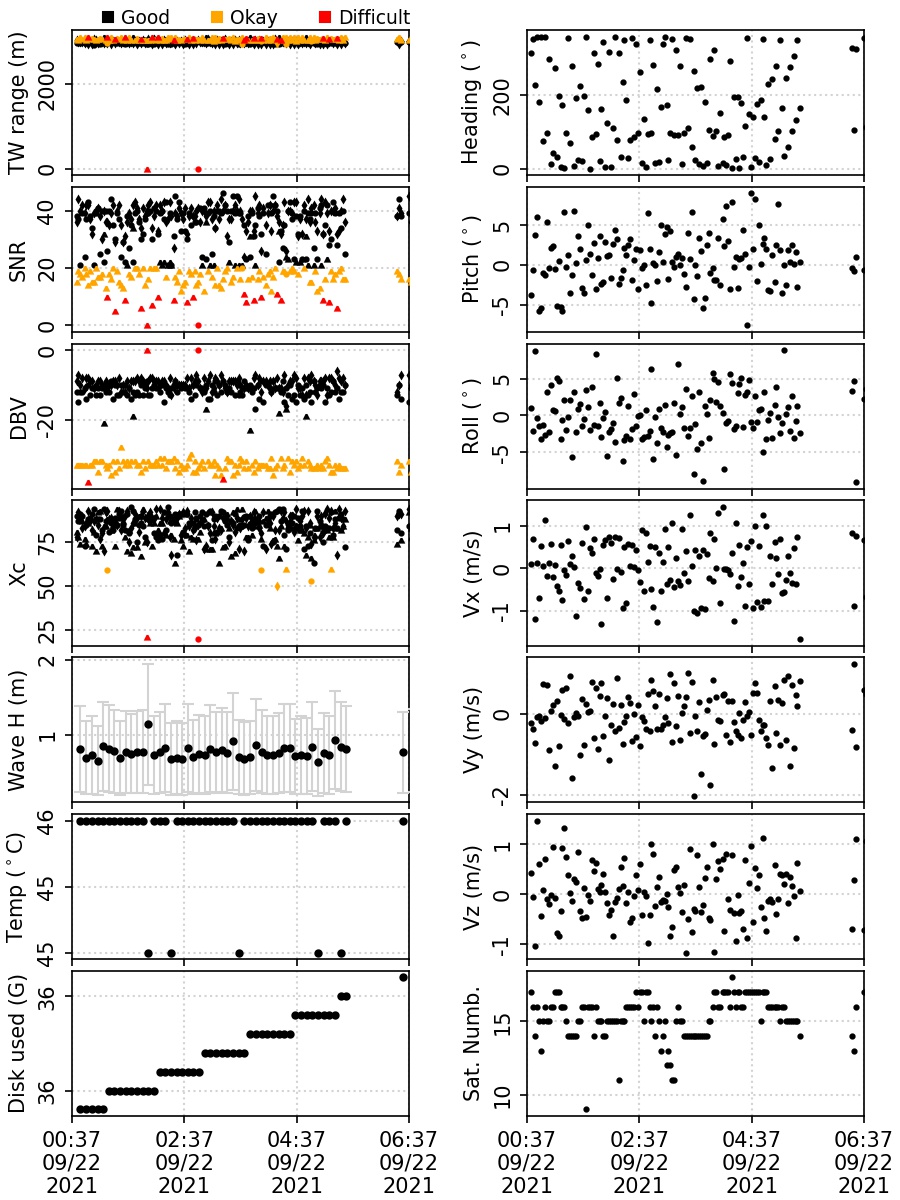 Good Okay Difficult
TW range (m)
2000
0
Heading (°)
200
0
SNR
40
20
0
Pitch (°)
5
0
-5
DBV
0
-20
Roll (°)
5
0
-5
Xc
75
50
25
Vx (m/s)
1
0
-1
Wave H (m)
2
1
Vy (m/s)
0
-2
Temp (°C)
46
45
45
Vz (m/s)
1
0
-1
Disk used (G)
36
36
Sat. Numb.
15
10
00:37 02:37 04:37 06:37
09/22 09/22 09/22 09/22
2021 2021 2021 2021
00:37 02:37 04:37 06:37
09/22 09/22 09/22 09/22
2021 2021 2021 2021